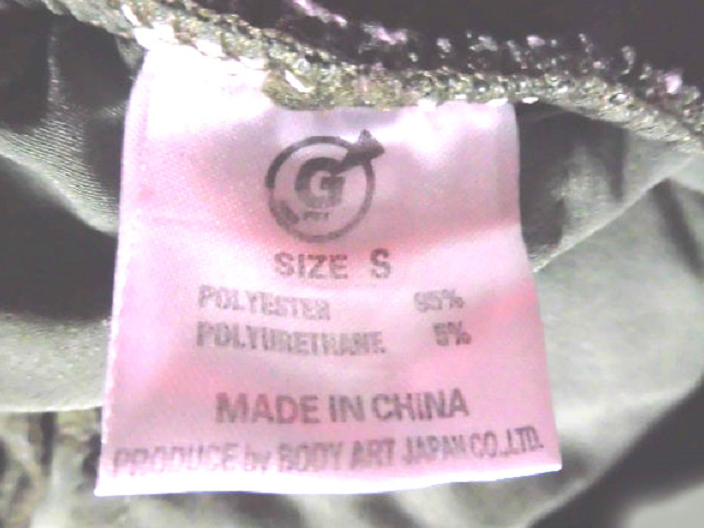 G
SIZE S
POLYESTER 95%
POLYURETHANE 5%
MADE IN CHINA
PRODUCE by BODY ART JAPAN CO.,LTD.